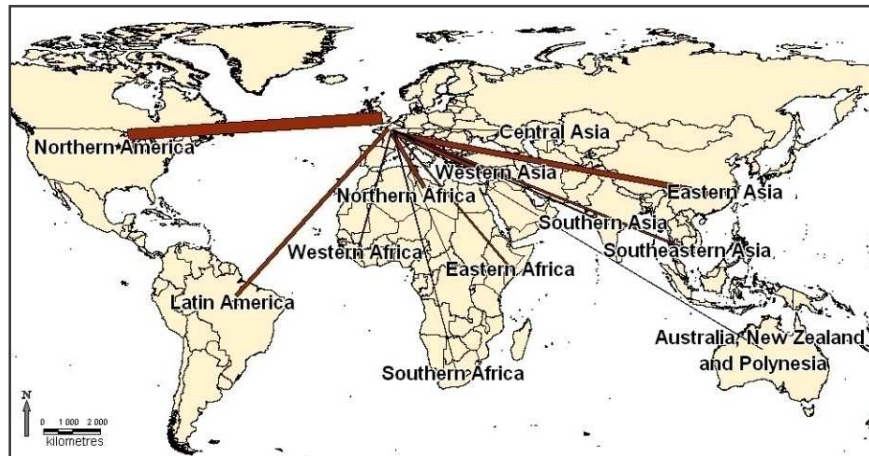 Central Asia
Northern America
Western Asia
Northern Africa
Eastern Asia
Southern Asia
Western Africa
Southeastern Asia
Eastern Africa
Latin America
Australia, New Zealand
and Polynesia
Southern Africa
N
0 1 000 2 000
kilometres